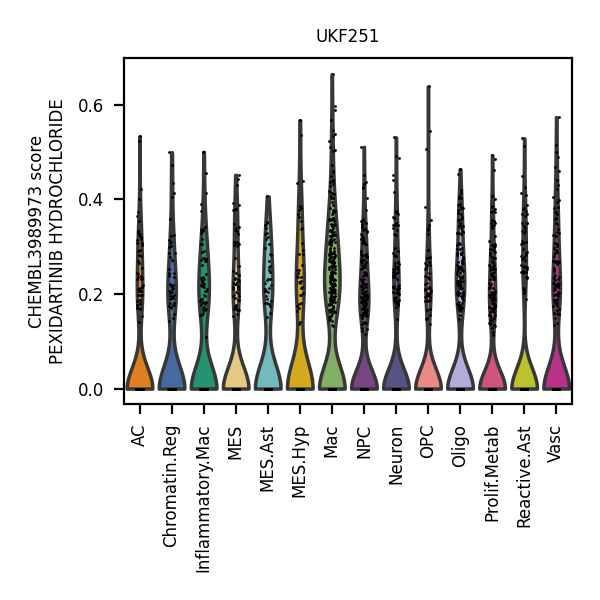 UKF251
CHEMBL3989973 score
PEXIDARTINIB HYDROCHLORIDE
0.6
0.4
0.2
0.0
AC
Chromatin.Reg
Inflammatory.Mac
MES
MES.Ast
MES.Hyp
Mac
NPC
Neuron
OPC
Oligo
Prolif.Metab
Reactive.Ast
Vasc